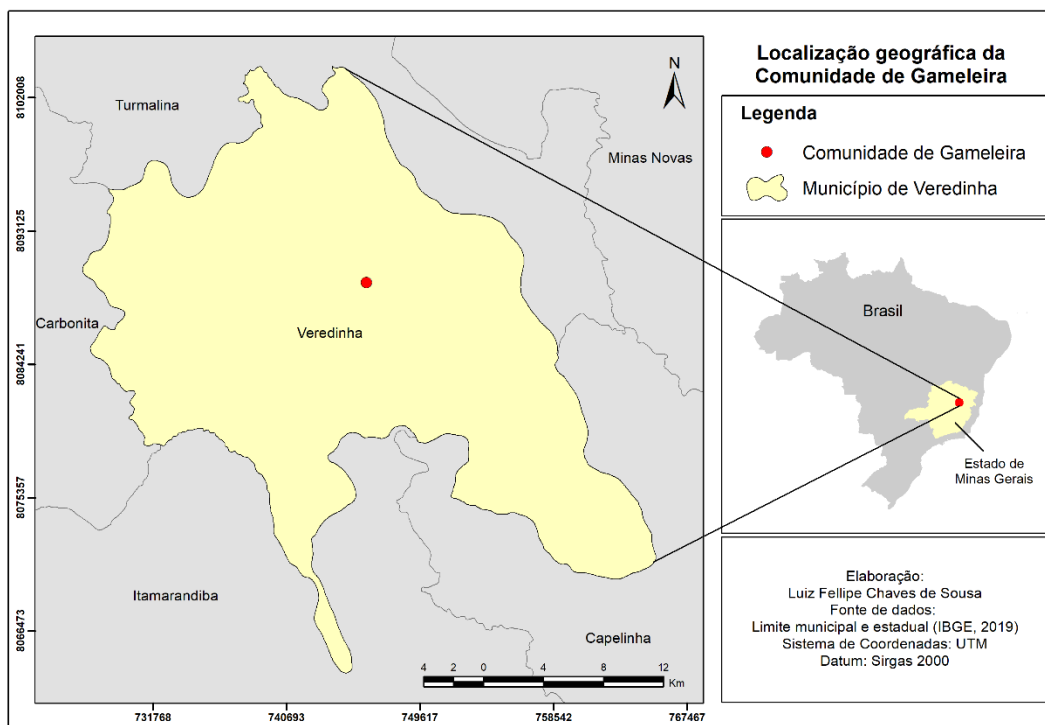 Localização geográfica da
Comunidade de Gameleira
Legenda
Comunidade de Gameleira
Município de Veredinha
N
Turmalina
Minas Novas
Carbonita
Veredinha
Itamarandiba
Capelinha
8102008
8093125
8084241
8075357
8066473
731768
740693
749617
758542
767467
4 2 0 4 8 12
Km
Brasil
Estado de
Minas Gerais
Elaboração:
Luiz Fellipe Chaves de Sousa
Fonte de dados:
Limite municipal e estadual (IBGE, 2019)
Sistema de Coordenadas: UTM
Datum: Sirgas 2000